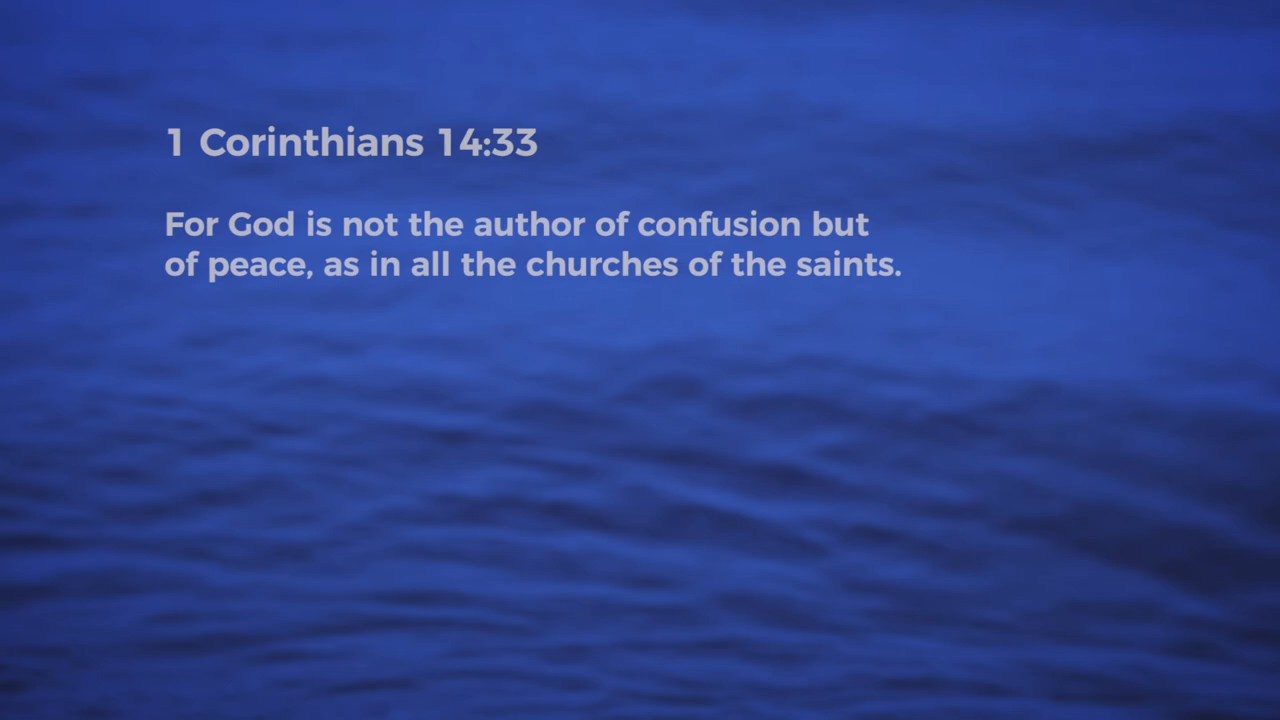 1 Corinthians 14:33
For God is not the author of confusion but
of peace, as in all the churches of the saints.